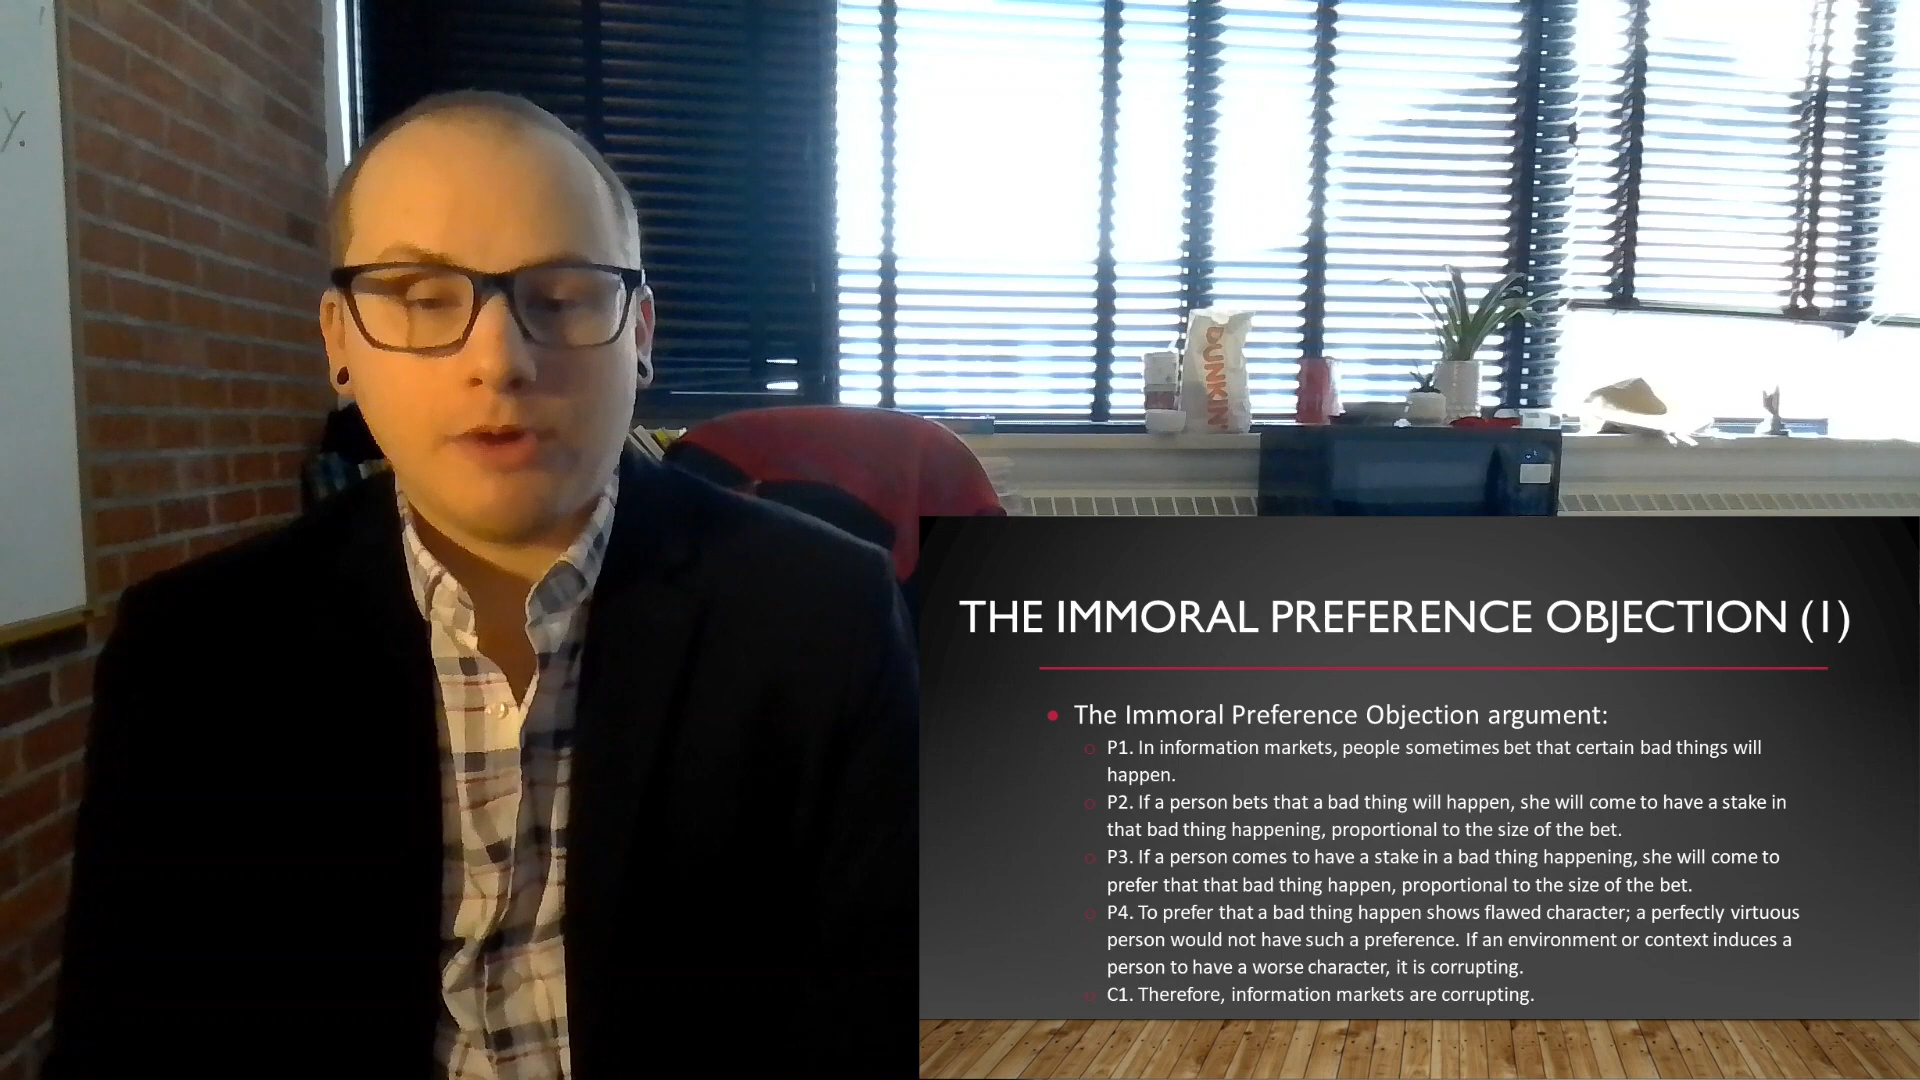 y.
DUNKIN'
THE IMMORAL PREFERENCE OBJECTION (1)
The Immoral Preference Objection argument:
P1. In information markets, people sometimes bet that certain bad things will
happen.
P2. If a person bets that a bad thing will happen, she will come to have a stake in
that bad thing happening, proportional to the size of the bet.
P3. If a person comes to have a stake in a bad thing happening, she will come to
prefer that that bad thing happen, proportional to the size of the bet.
P4. To prefer that a bad thing happen shows flawed character; a perfectly virtuous
person would not have such a preference. If an environment or context induces a
person to have a worse character, it is corrupting.
C1. Therefore, information markets are corrupting.